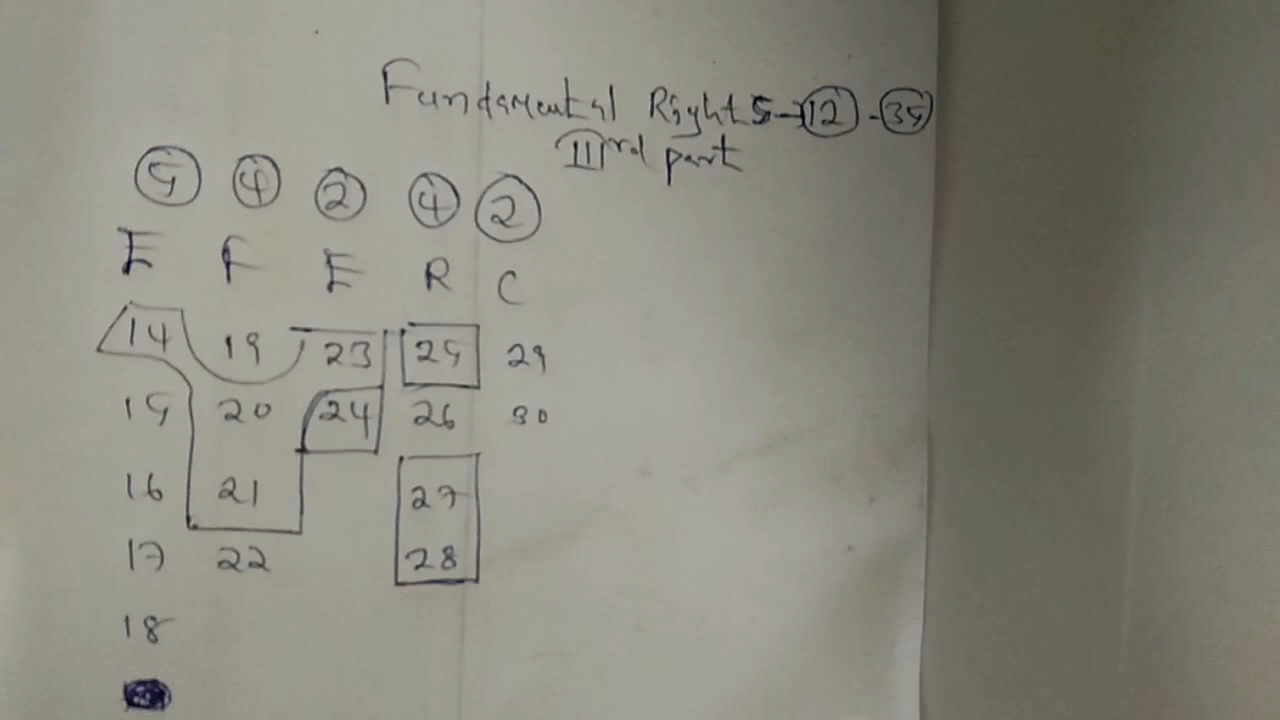 Fundamental Rights - 12 - 35
IIIrd part
5 4 2 4 2
E F E R C
14 19 23 25 29
15 20 24 26 30
16 21 27
17 22 28
18